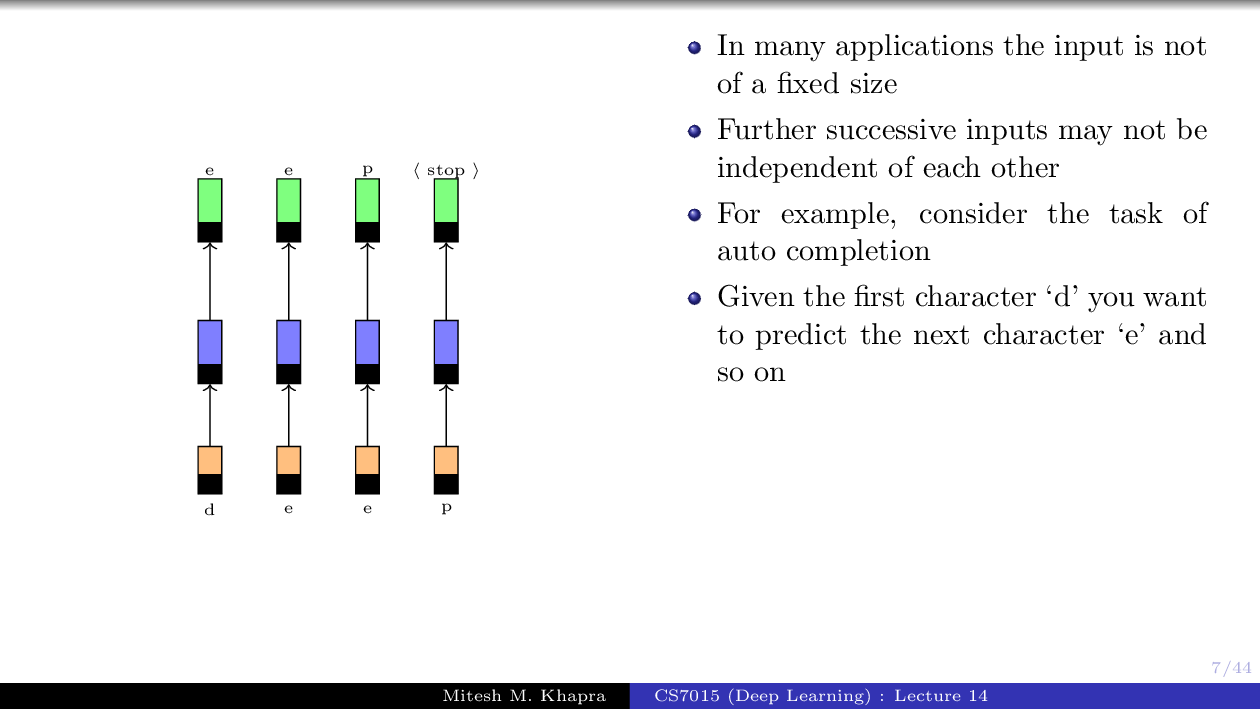 e e p ⟨ stop ⟩
d e e p
In many applications the input is not
of a fixed size
Further successive inputs may not be
independent of each other
For example, consider the task of
auto completion
Given the first character ‘d’ you want
to predict the next character ‘e’ and
so on
7/44
Mitesh M. Khapra
CS7015 (Deep Learning) : Lecture 14